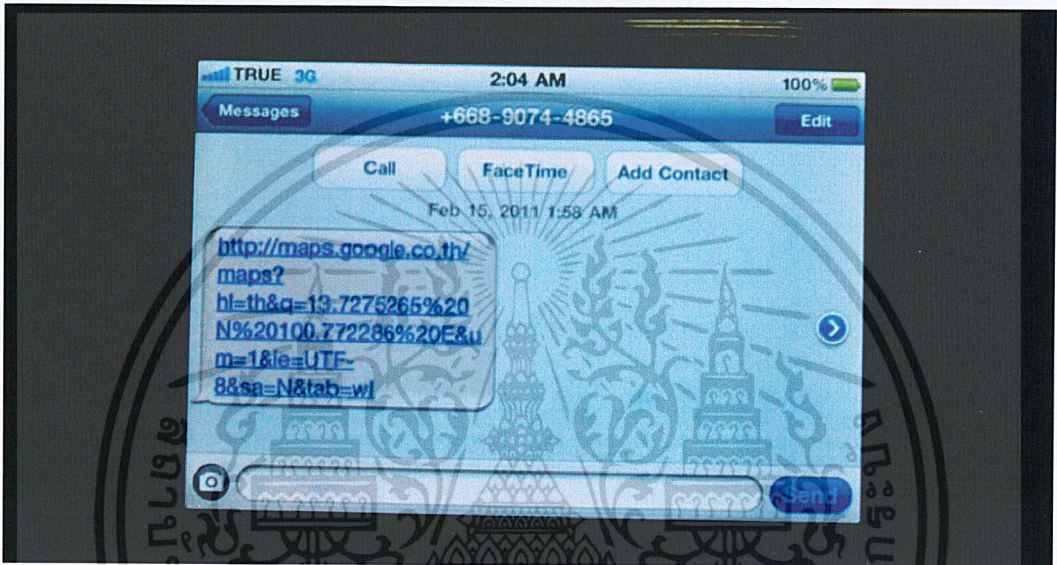 TRUE 3G 2:04 AM 100%
Messages +668-9074-4865 Edit
Call FaceTime Add Contact
Feb 15, 2011 1:58 AM
http://maps.google.co.th/
maps?
hl=th&q=13.7275265%20
N%20100.772286%20E&u
m=1&ie=UTF-
8&sa=N&tab=wl
Send